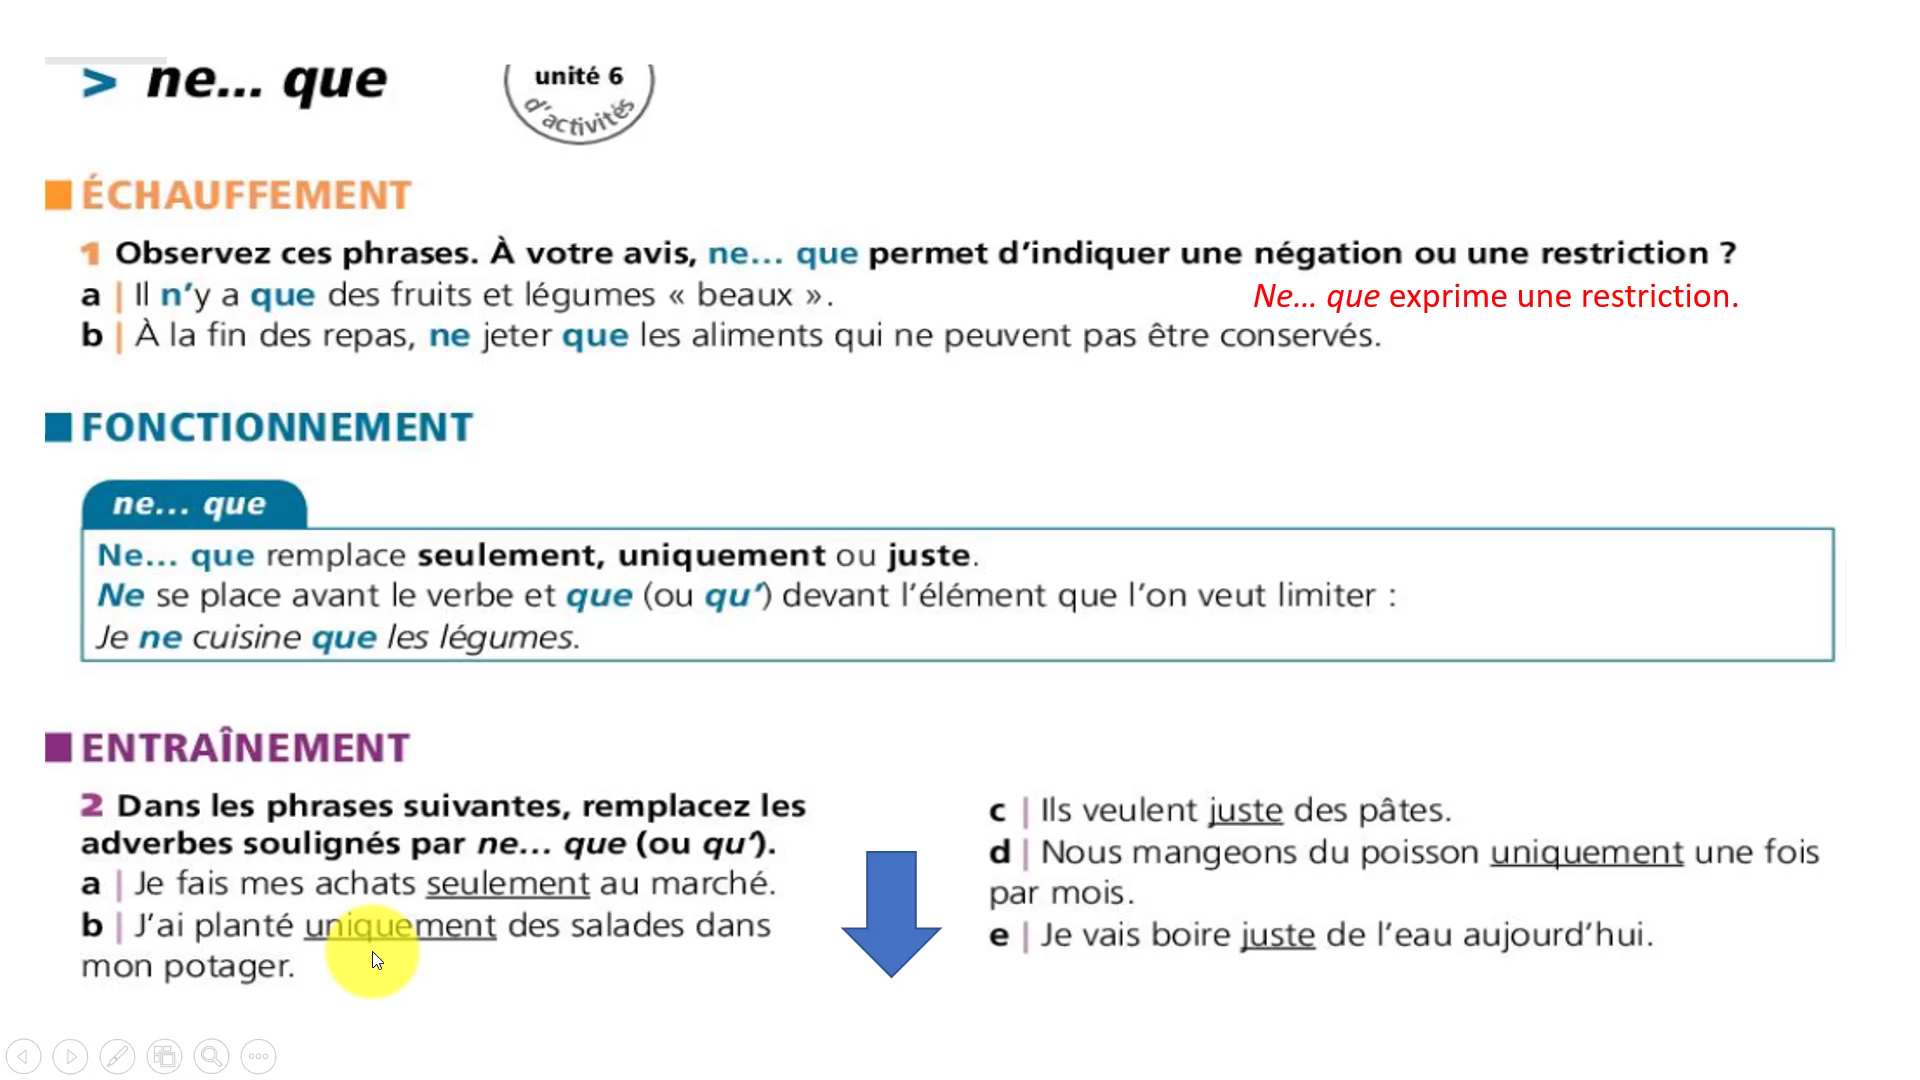 > ne... que
unité 6
d'activités
ÉCHAUFFEMENT
1 Observez ces phrases. À votre avis, ne... que permet d'indiquer une négation ou une restriction ?
a | Il n'y a que des fruits et légumes « beaux ».
Ne... que exprime une restriction.
b | À la fin des repas, ne jeter que les aliments qui ne peuvent pas être conservés.
FONCTIONNEMENT
ne... que
Ne... que remplace seulement, uniquement ou juste.
Ne se place avant le verbe et que (ou qu') devant l'élément que l'on veut limiter :
Je ne cuisine que les légumes.
ENTRAÎNEMENT
2 Dans les phrases suivantes, remplacez les
adverbes soulignés par ne... que (ou qu').
a | Je fais mes achats seulement au marché.
b | J'ai planté uniquement des salades dans
mon potager.
c | Ils veulent juste des pâtes.
d | Nous mangeons du poisson uniquement une fois
par mois.
e | Je vais boire juste de l'eau aujourd'hui.